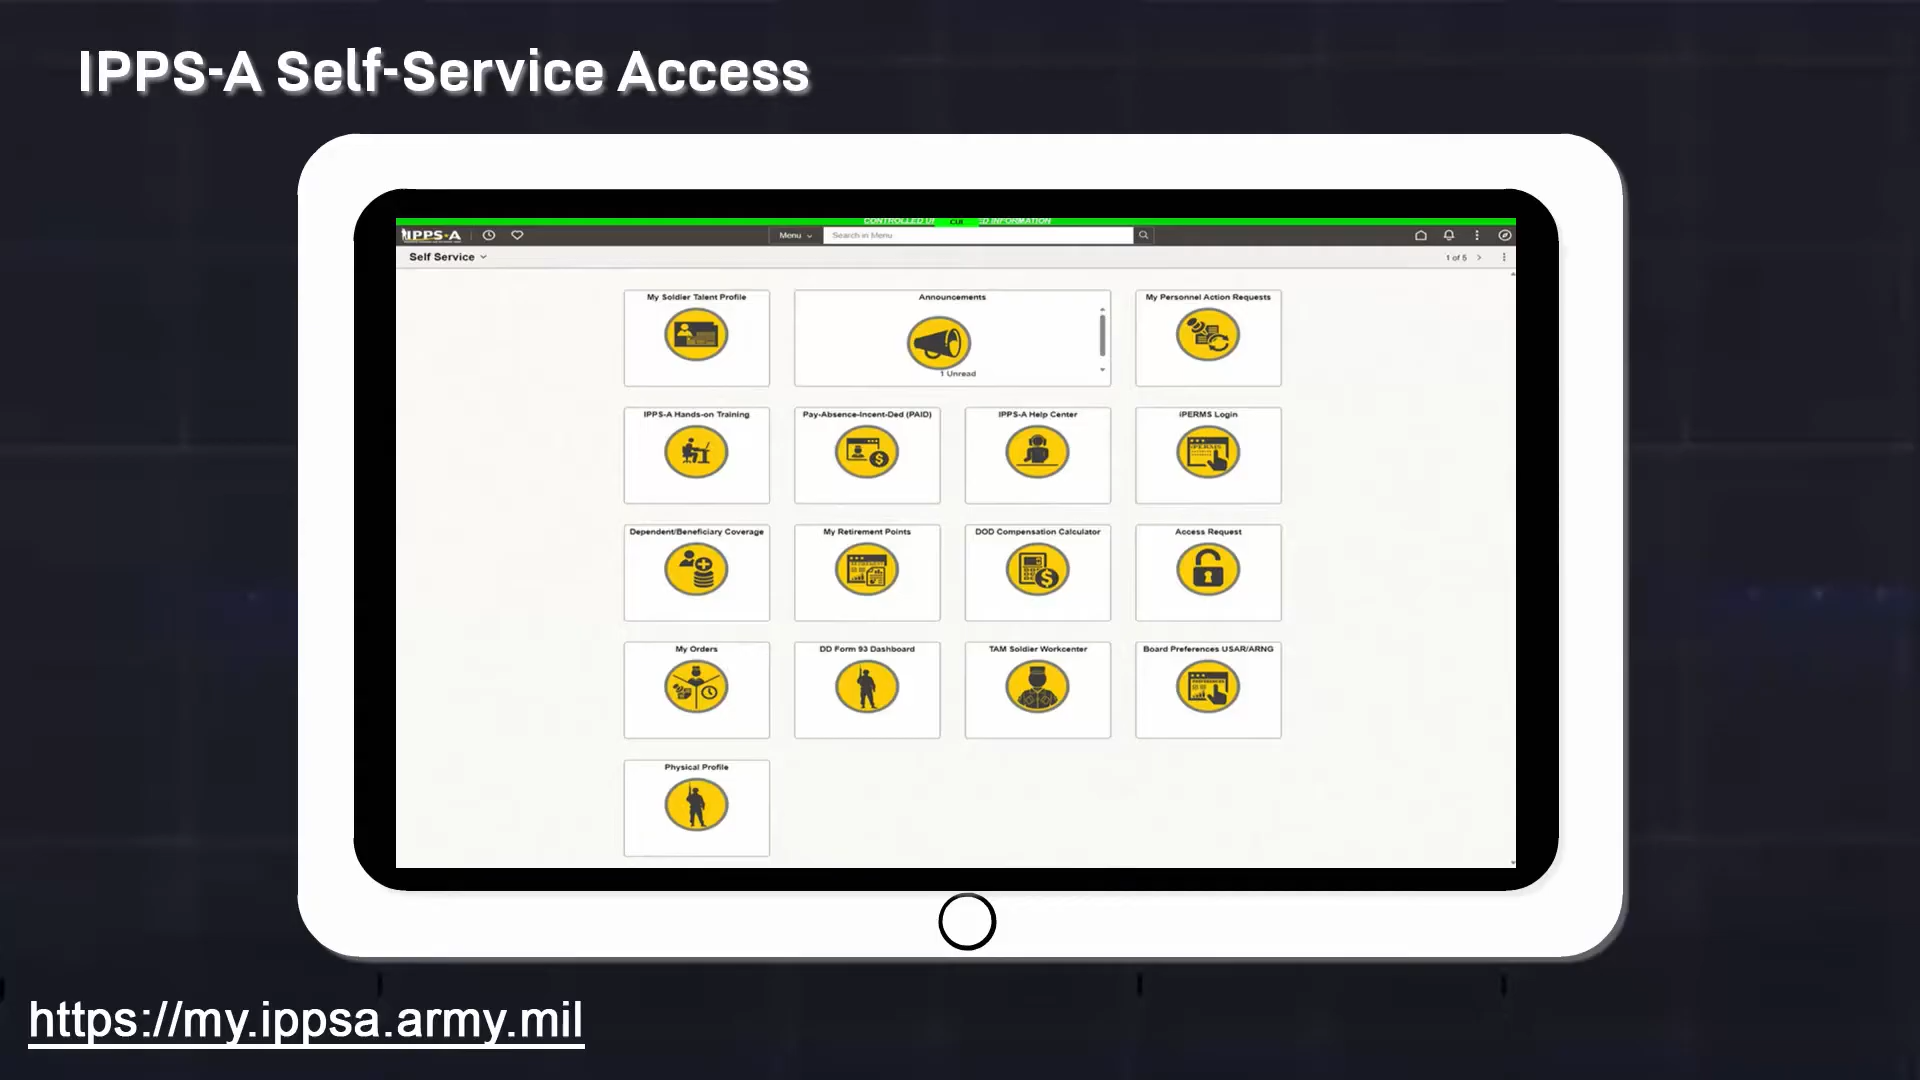 IPPS-A Self-Service Access
CUI
IPPS-A
Menu
Search in Menu
Self Service
1 of 5
My Soldier Talent Profile
Announcements
1 Unread
My Personnel Action Requests
IPPS-A Hands-on Training
Pay-Absence-Incent-Ded (PAID)
IPPS-A Help Center
iPERMS Login
Dependent/Beneficiary Coverage
My Retirement Points
DOD Compensation Calculator
Access Request
My Orders
DD Form 93 Dashboard
TAM Soldier Workcenter
Board Preferences USAR/ARNG
Physical Profile
https://my.ippsa.army.mil